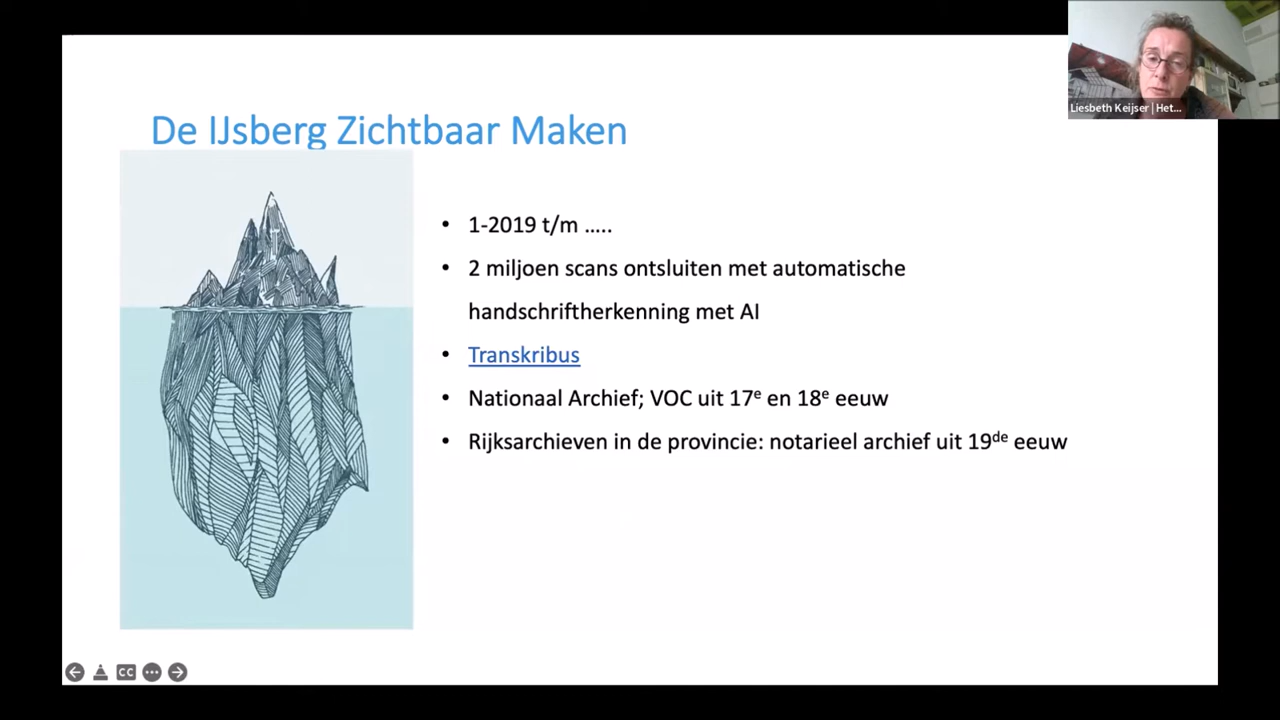 De IJsberg Zichtbaar Maken
• 1-2019 t/m …..
• 2 miljoen scans ontsluiten met automatische
handschriftherkenning met AI
• Transkribus
• Nationaal Archief; VOC uit 17e en 18e eeuw
• Rijksarchieven in de provincie: notarieel archief uit 19de eeuw
Liesbeth Keijser | Het...
CC